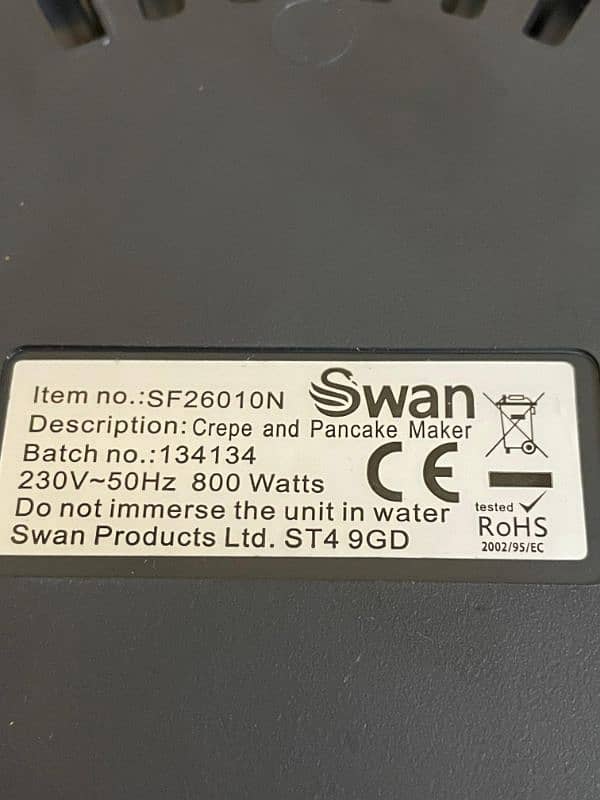 Item no.:SF26010N
Swan
Description: Crepe and Pancake Maker
Batch no.:134134
CE
230V~50Hz 800 Watts
Do not immerse the unit in water
tested
RoHS
2002/95/EC
Swan Products Ltd. ST4 9GD